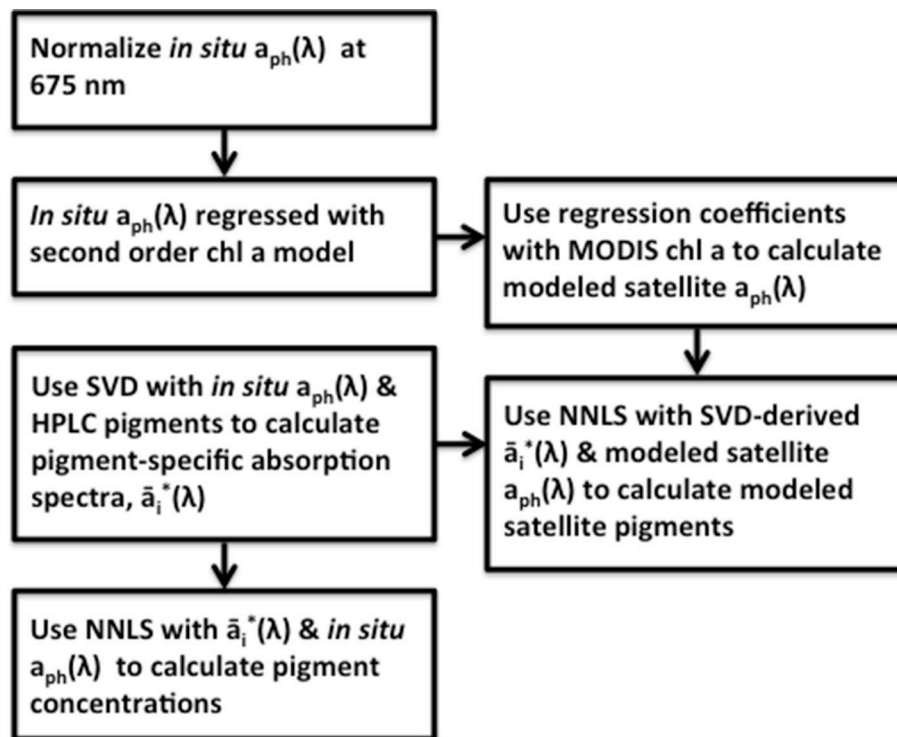 Normalize in situ aph(λ) at
675 nm
In situ aph(λ) regressed with
second order chl a model
Use regression coefficients
with MODIS chl a to calculate
modeled satellite aph(λ)
Use SVD with in situ aph(λ) &
HPLC pigments to calculate
pigment-specific absorption
spectra, āi*(λ)
Use NNLS with SVD-derived
āi*(λ) & modeled satellite
aph(λ) to calculate modeled
satellite pigments
Use NNLS with āi*(λ) & in situ
aph(λ) to calculate pigment
concentrations